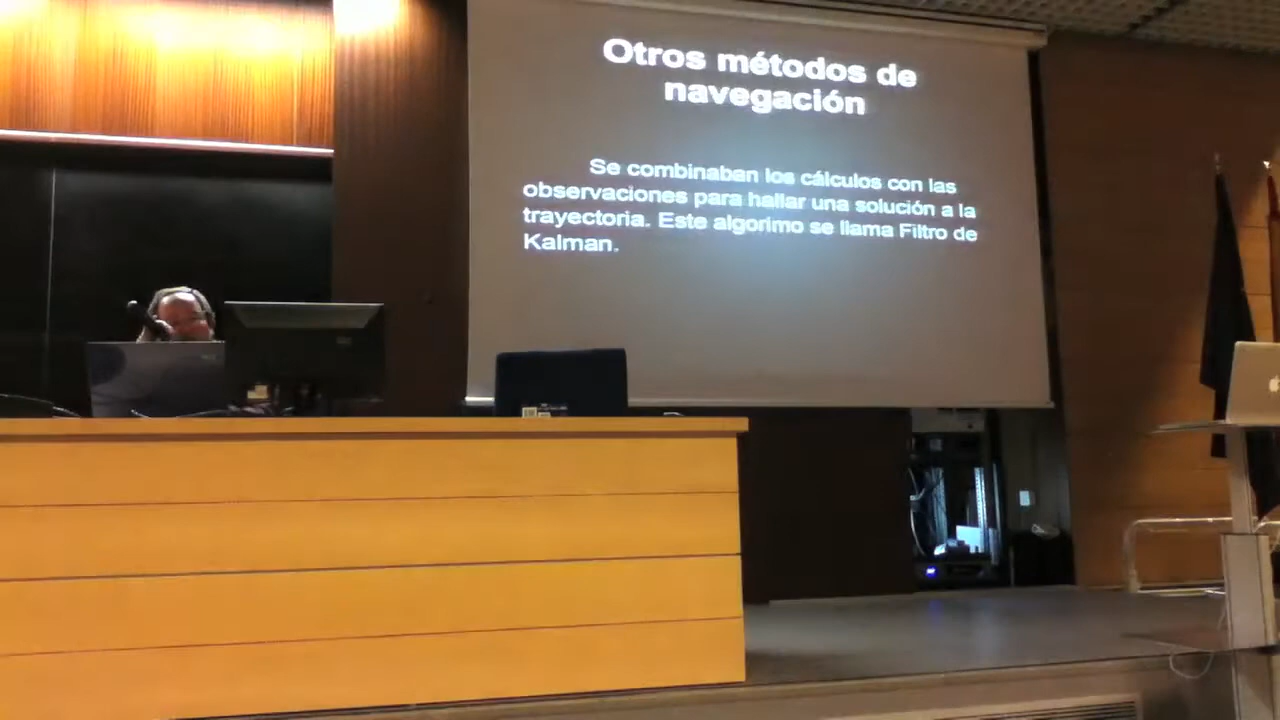 Otros métodos de
navegación
Se combinaban los cálculos con las
observaciones para hallar una solución a la
trayectoria. Este algorimo se llama Filtro de
Kalman.